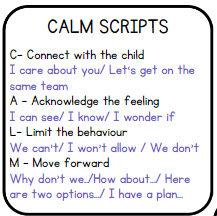 CALM SCRIPTS
C- Connect with the child
I care about you/ Let's get on the
same team
A - Acknowledge the feeling
I can see/ I know/ I wonder if
L- Limit the behaviour
We can't/ I won't allow / We don't
M - Move forward
Why don't we../How about.../ Here
are two options.../ I have a plan...